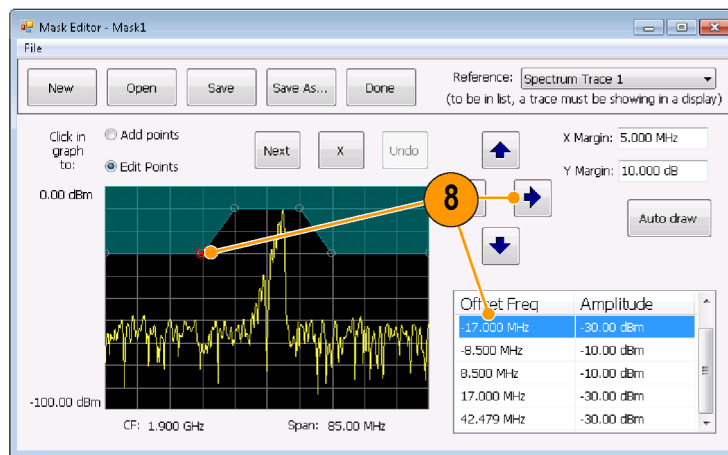 Mask Editor - Mask1
File
New Open Save Save As... Done
Reference: Spectrum Trace 1
(to be in list, a trace must be showing in a display)
Click in graph to:
Add points
Edit Points
Next X Undo
X Margin: 5.000 MHz
Y Margin: 10.000 dB
Auto draw
8
0.00 dBm
-100.00 dBm
CF: 1.900 GHz Span: 85.00 MHz
Offset Freq Amplitude
-17.000 MHz -30.00 dBm
-8.500 MHz -10.00 dBm
8.500 MHz -10.00 dBm
17.000 MHz -30.00 dBm
42.479 MHz -30.00 dBm